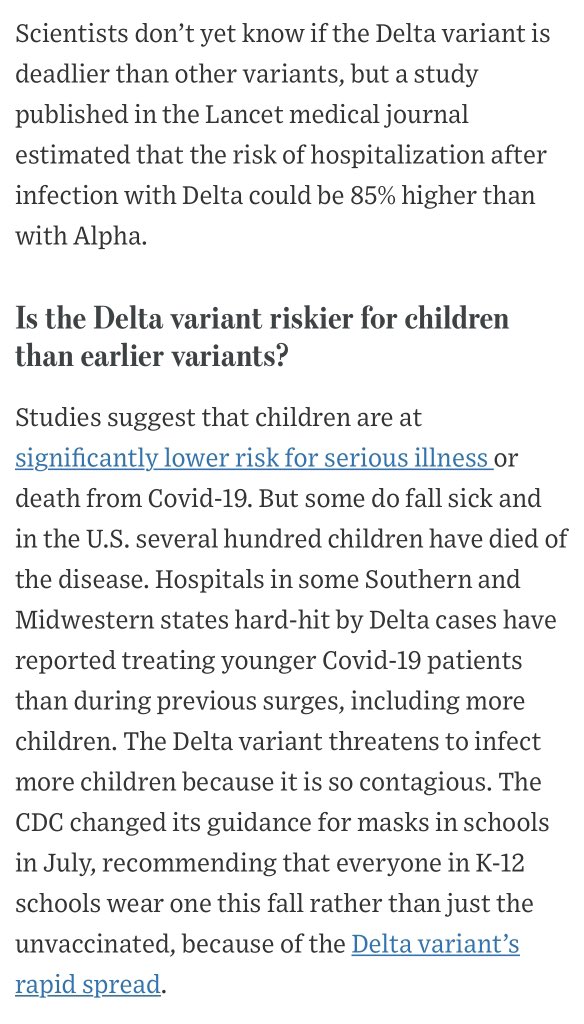 Scientists don’t yet know if the Delta variant is
deadlier than other variants, but a study
published in the Lancet medical journal
estimated that the risk of hospitalization after
infection with Delta could be 85% higher than
with Alpha.
Is the Delta variant riskier for children
than earlier variants?
Studies suggest that children are at
significantly lower risk for serious illness or
death from Covid-19. But some do fall sick and
in the U.S. several hundred children have died of
the disease. Hospitals in some Southern and
Midwestern states hard-hit by Delta cases have
reported treating younger Covid-19 patients
than during previous surges, including more
children. The Delta variant threatens to infect
more children because it is so contagious. The
CDC changed its guidance for masks in schools
in July, recommending that everyone in K-12
schools wear one this fall rather than just the
unvaccinated, because of the Delta variant’s
rapid spread.